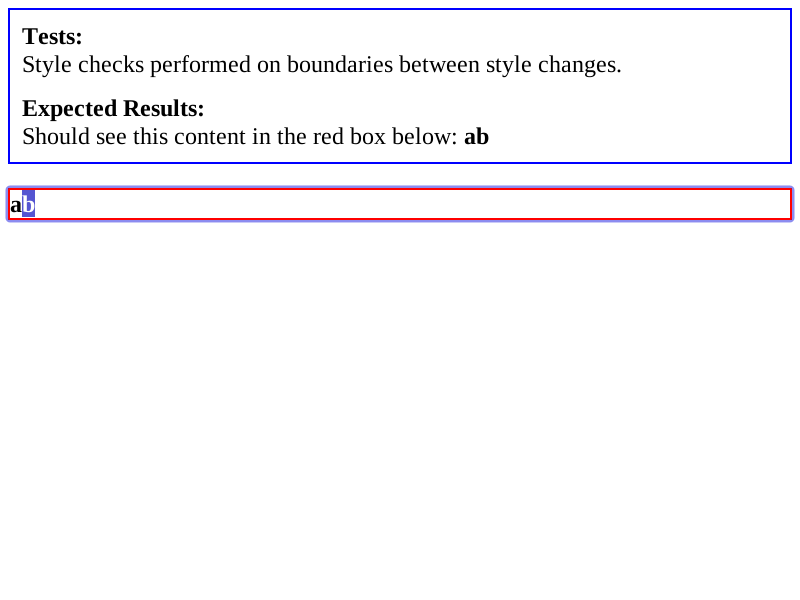 Tests:
Style checks performed on boundaries between style changes.
Expected Results:
Should see this content in the red box below: ab
ab